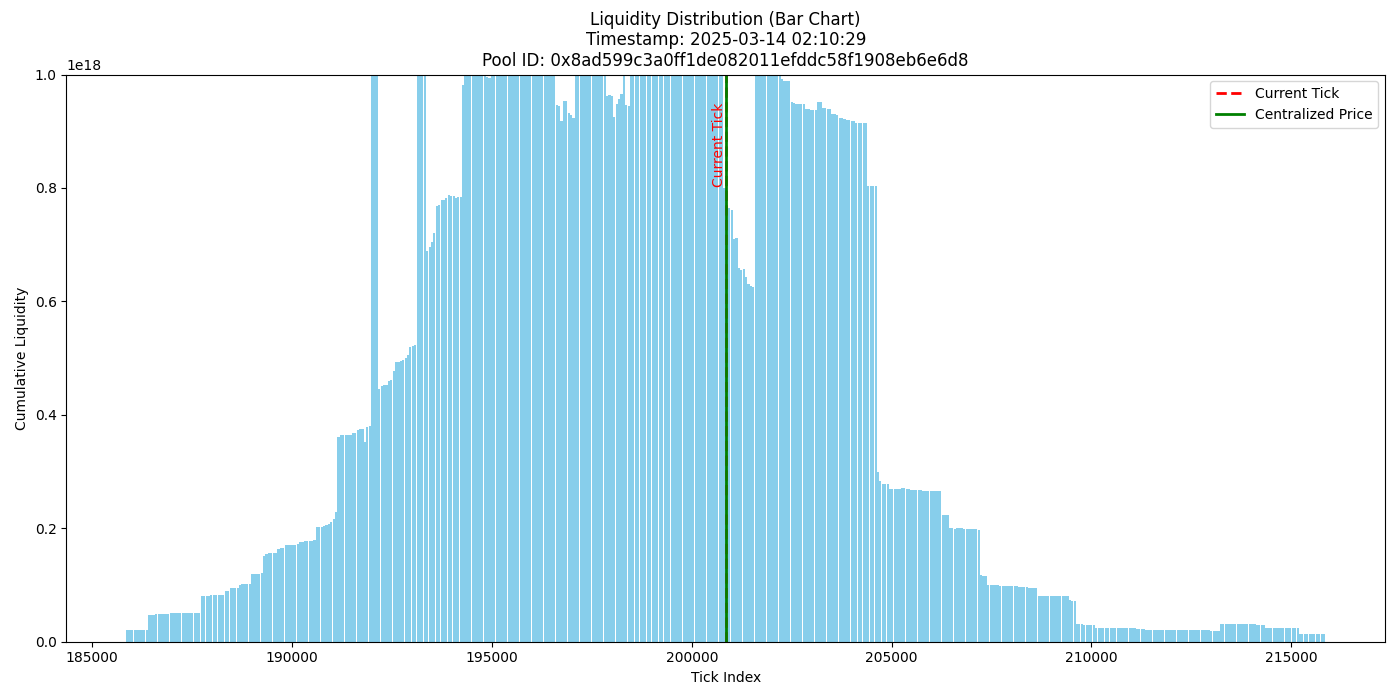 Liquidity Distribution (Bar Chart)
Timestamp: 2025-03-14 02:10:29
Pool ID: 0x8ad599c3a0ff1de082011efddc58f1908eb6e6d8
1e18
1.0
0.8
0.6
0.4
0.2
0.0
Cumulative Liquidity
Current Tick
Current Tick
Centralized Price
185000 190000 195000 200000 205000 210000 215000
Tick Index